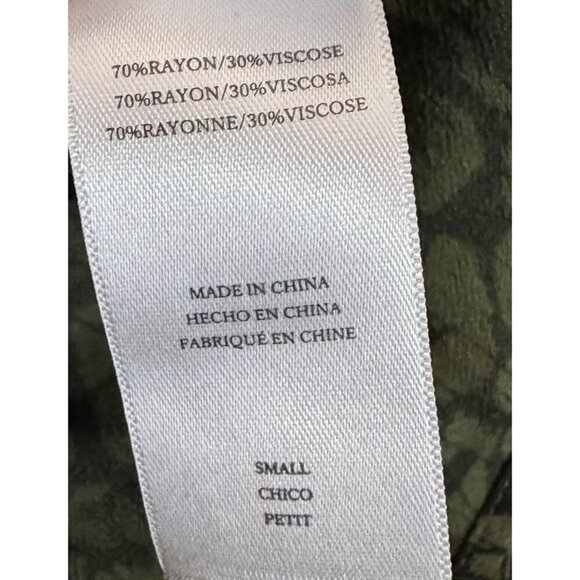 70%RAYON/30%VISCOSE
70%RAYON/30%VISCOSA
70%RAYONNE/30%VISCOSE
MADE IN CHINA
HECHO EN CHINA
FABRIQUÉ EN CHINE
SMALL
CHICO
PETIT